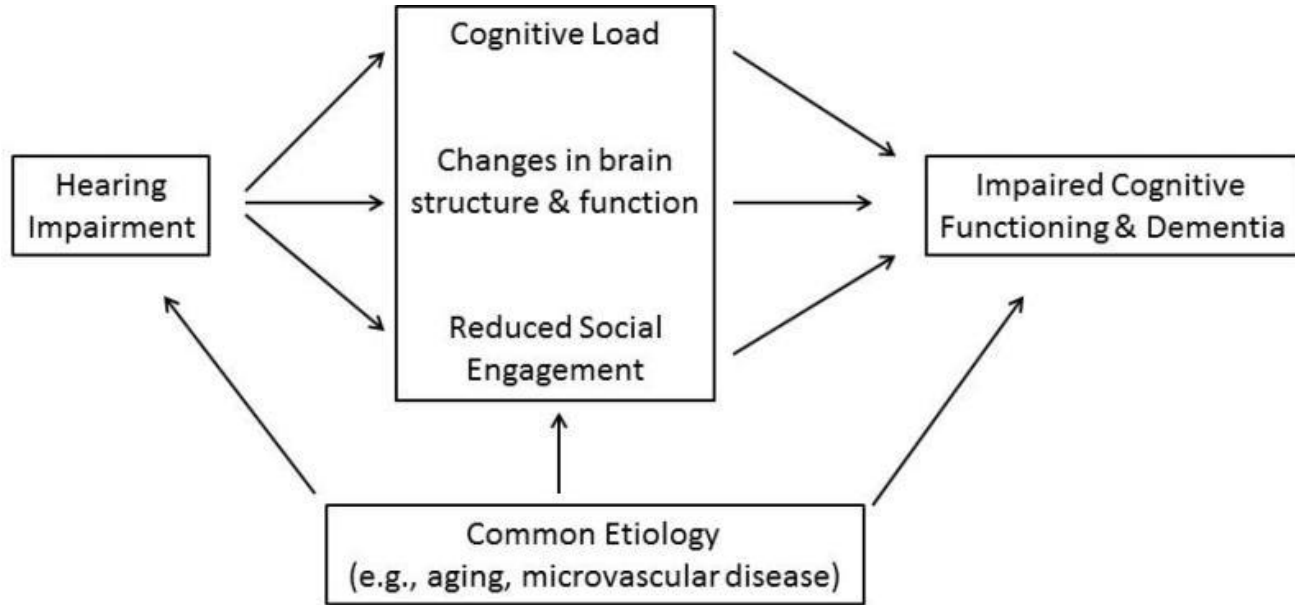 Cognitive Load
Hearing
Impairment
Changes in brain
structure & function
Reduced Social
Engagement
Impaired Cognitive
Functioning & Dementia
Common Etiology
(e.g., aging, microvascular disease)